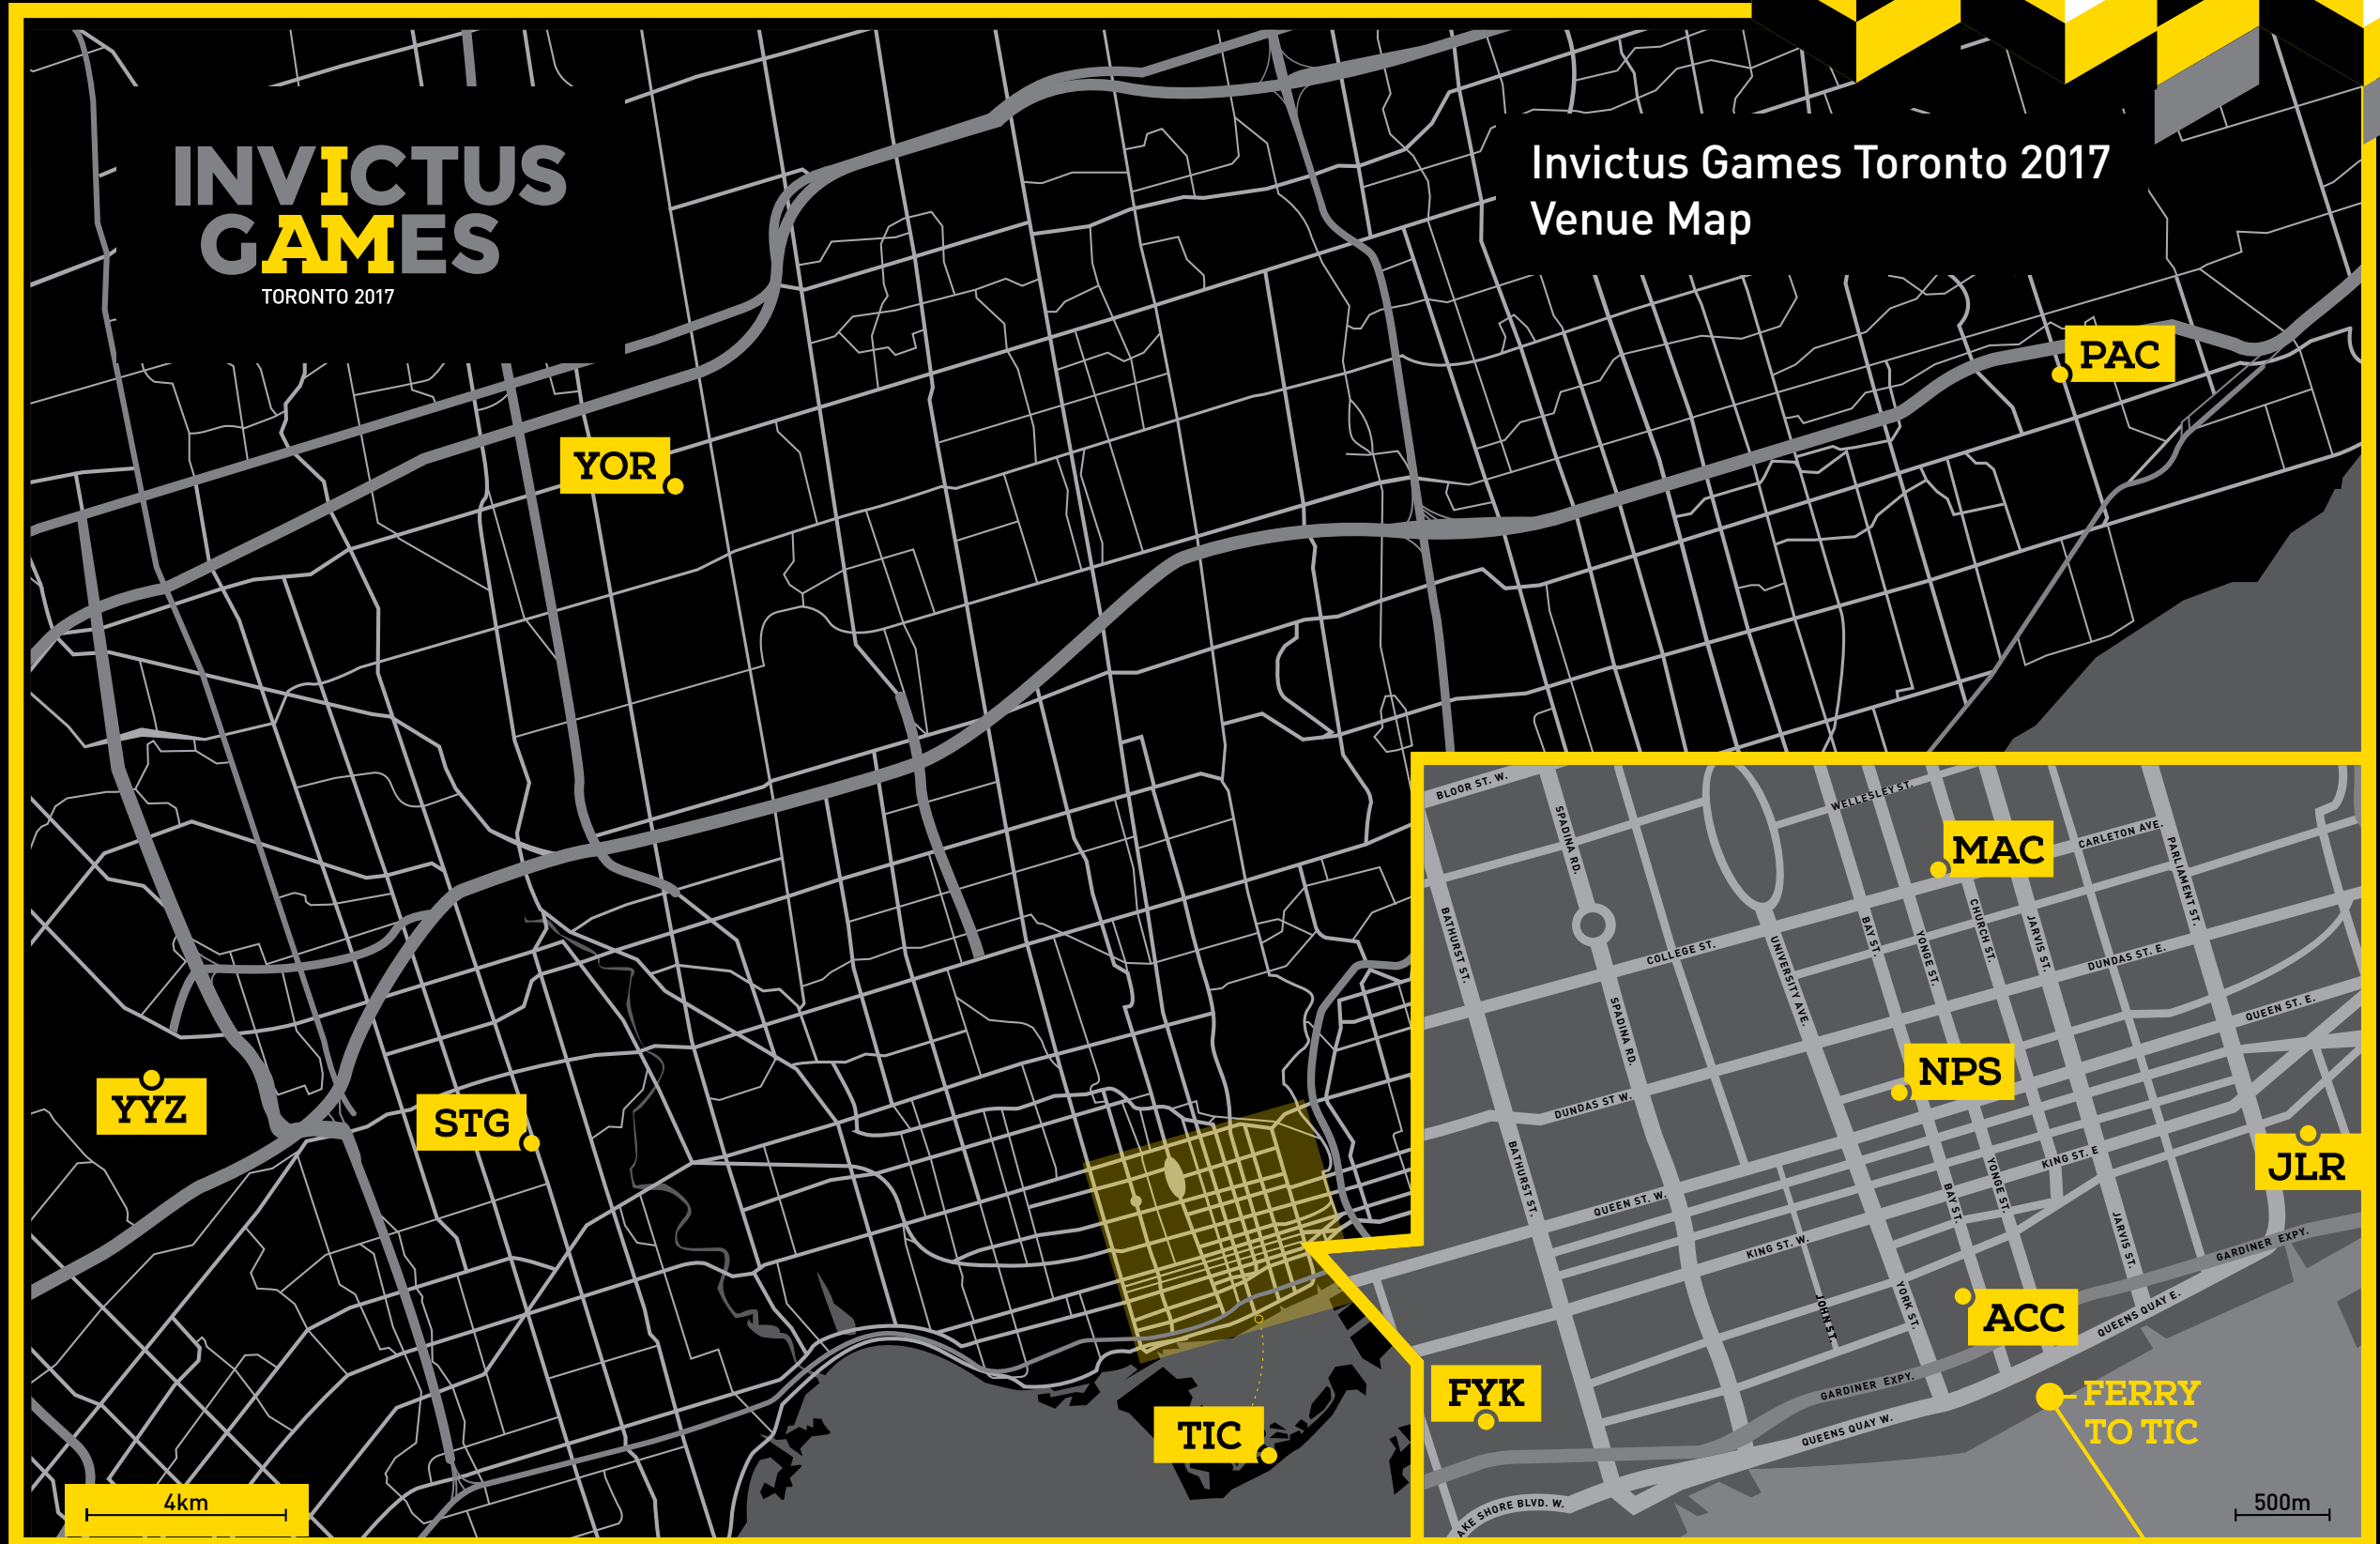 INVICTUS
GAMES
TORONTO 2017
Invictus Games Toronto 2017
Venue Map
PAC
YOR
YYZ
STG
TIC
4km
BLOOR ST. W.
SPADINA RD.
WELLESLEY ST.
MAC
CARLETON AVE.
PARLIAMENT ST.
BATHURST ST.
COLLEGE ST.
UNIVERSITY AVE.
BAY ST.
YONGE ST.
CHURCH ST.
JARVIS ST.
DUNDAS ST. E.
SPADINA RD.
QUEEN ST. E.
NPS
DUNDAS ST W.
JLR
BATHURST ST.
KING ST. E
YONGE ST.
BAY ST.
QUEEN ST. W.
JARVIS ST.
KING ST. W.
GARDINER EXPY.
YORK ST.
JOHN ST.
ACC
QUEENS QUAY E.
FYK
GARDINER EXPY.
FERRY
TO TIC
QUEENS QUAY W.
AKE SHORE BLVD. W.
500m